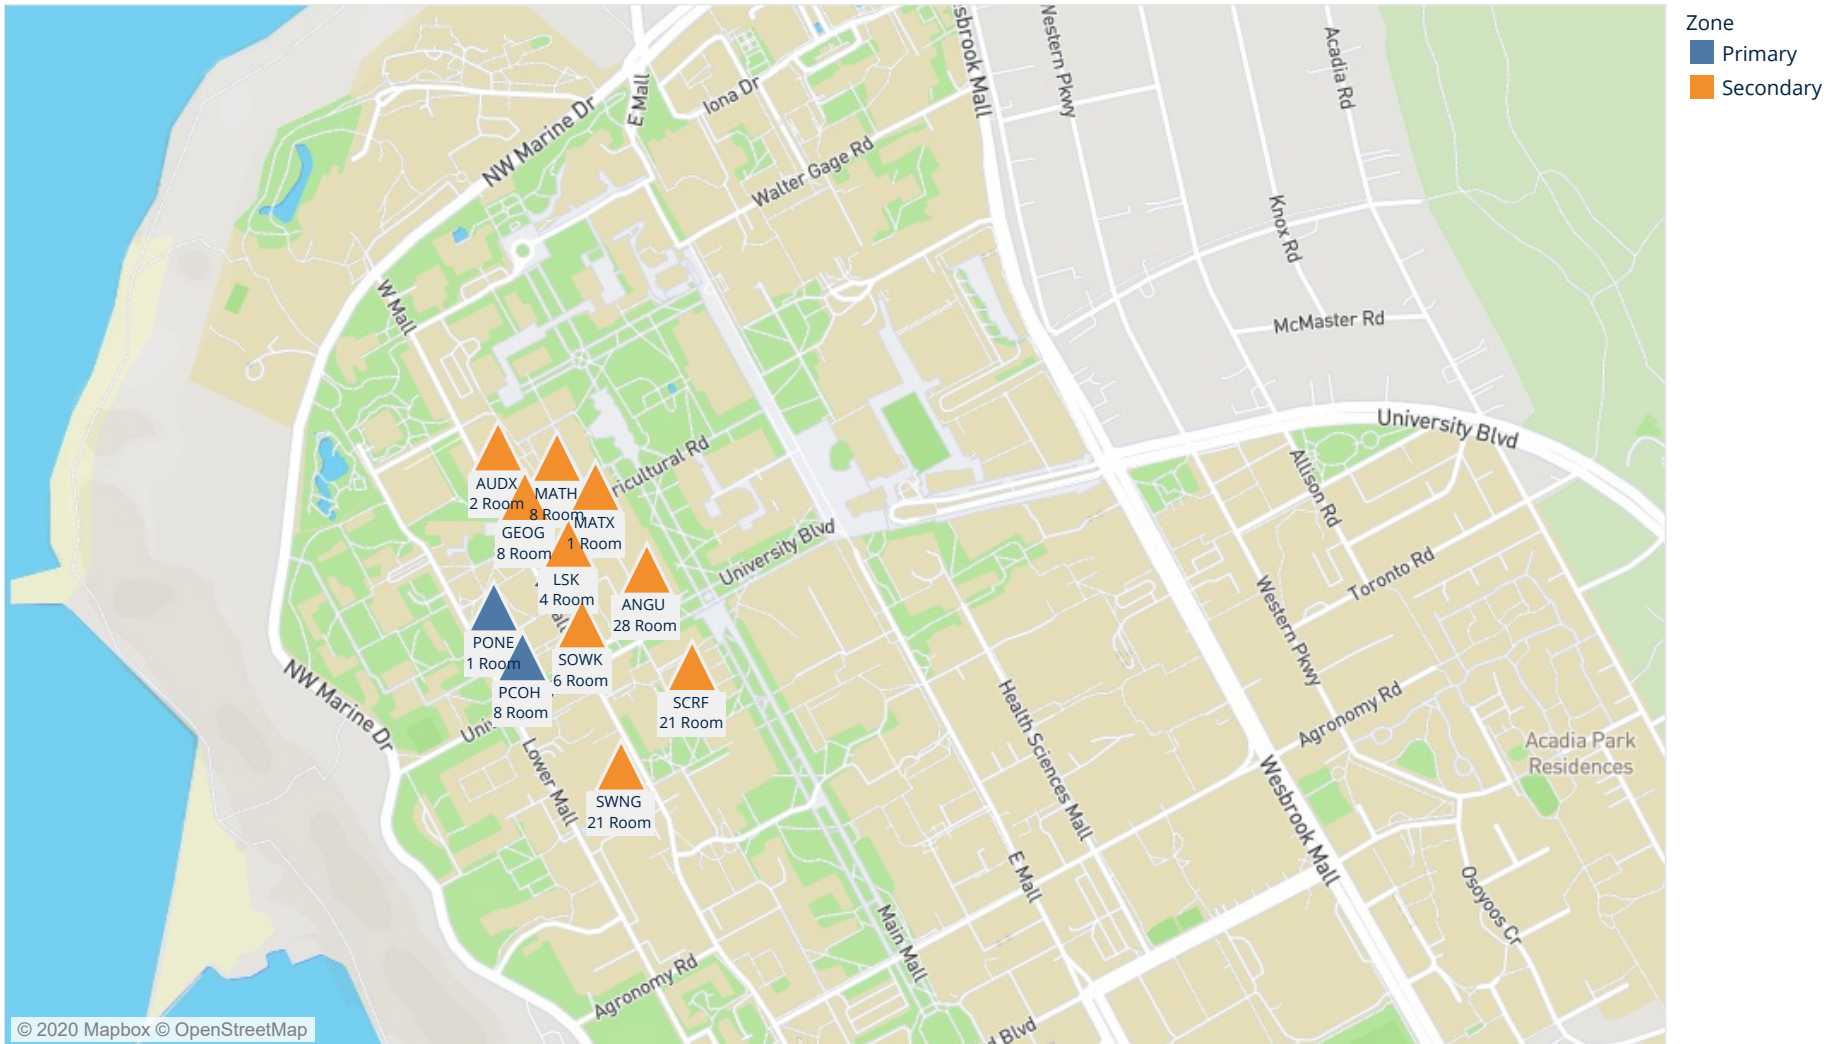 Zone
Primary
Secondary
sbrook Mall
Western Pkwy
Acadia Rd
E Mall
Iona Dr
NW Marine Dr
Walter Gage Rd
Knox Rd
W Mall
McMaster Rd
University Blvd
ricultural Rd
Allison Rd
AUDX
2 Room
MATH
8 Room
MATX
1 Room
GEOG
8 Room
University Blvd
LSK
4 Room
ANGU
28 Room
Toronto Rd
Western Pkwy
PONE
1 Room
SOWK
6 Room
PCOH
8 Room
SCRF
21 Room
NW Marine Dr
Uni
Health Sciences Mall
Agronomy Rd
Acadia Park
Residences
Lower Mall
SWNG
21 Room
Wesbrook Mall
E Mall
Osoyoos Cr
Main Mall
Agronomy Rd
d Blvd
© 2020 Mapbox © OpenStreetMap